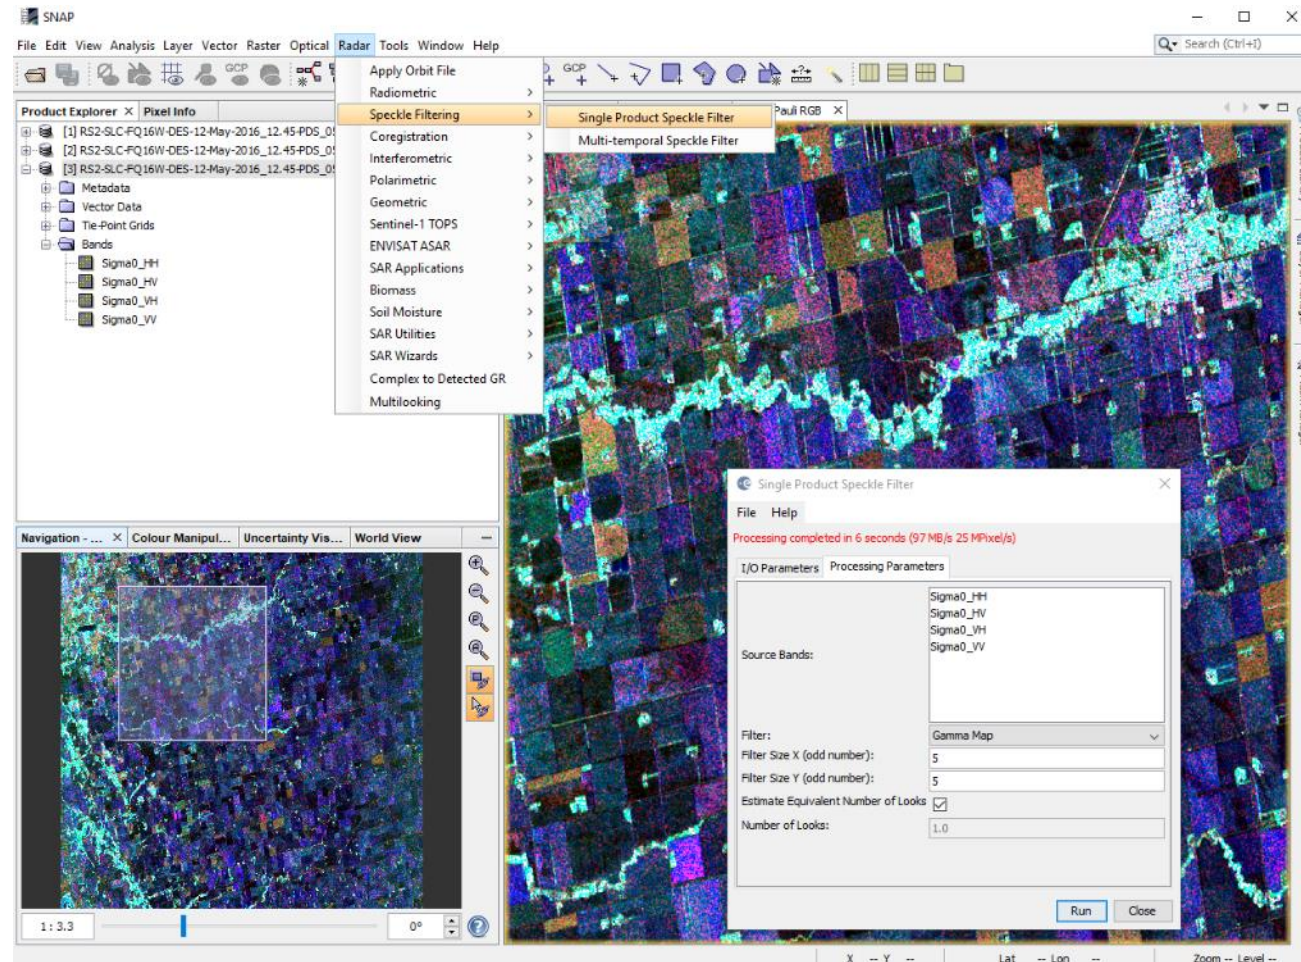 SNAP
File Edit View Analysis Layer Vector Raster Optical Radar Tools Window Help
Search (Ctrl+I)
GCP
GCP
Product Explorer × Pixel Info
Pauli RGB ×
[1] RS2-SLC-FQ16W-DES-12-May-2016_12.45-PDS_05
[2] RS2-SLC-FQ16W-DES-12-May-2016_12.45-PDS_05
[3] RS2-SLC-FQ16W-DES-12-May-2016_12.45-PDS_05
Metadata
Vector Data
Tie-Point Grids
Bands
Sigma0_HH
Sigma0_HV
Sigma0_VH
Sigma0_VV
Apply Orbit File
Radiometric
Speckle Filtering
Coregistration
Interferometric
Polarimetric
Geometric
Sentinel-1 TOPS
ENVISAT ASAR
SAR Applications
Biomass
Soil Moisture
SAR Utilities
SAR Wizards
Complex to Detected GR
Multilooking
Single Product Speckle Filter
Multi-temporal Speckle Filter
Navigation - ... × Colour Manipul... Uncertainty Vis... World View
1 : 3.3
0°
Single Product Speckle Filter
File Help
Processing completed in 6 seconds (97 MB/s 25 MPixel/s)
I/O Parameters Processing Parameters
Source Bands:
Sigma0_HH
Sigma0_HV
Sigma0_VH
Sigma0_VV
Filter: Gamma Map
Filter Size X (odd number): 5
Filter Size Y (odd number): 5
Estimate Equivalent Number of Looks
Number of Looks: 1.0
Run Close
X -- Y -- Lat -- Lon -- Zoom -- Level --